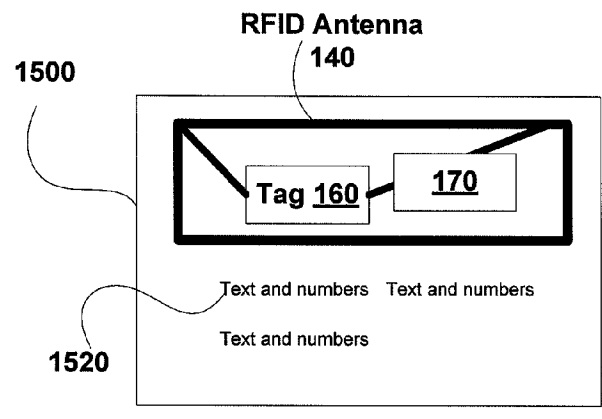 RFID Antenna
140
1500
Tag 160
170
Text and numbers Text and numbers
Text and numbers
1520